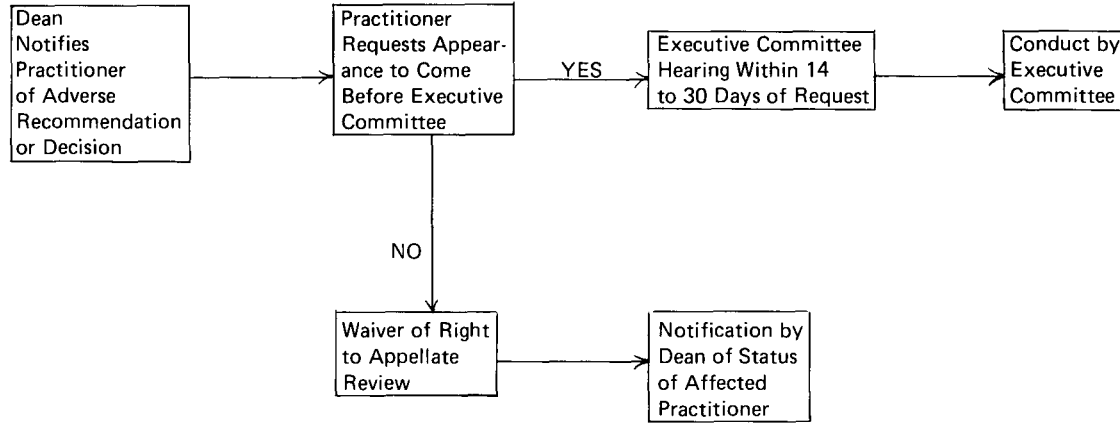 Dean
Notifies
Practitioner
of Adverse
Recommendation
or Decision
Practitioner
Requests Appear-
ance to Come
Before Executive
Committee
YES
Executive Committee
Hearing Within 14
to 30 Days of Request
Conduct by
Executive
Committee
NO
Waiver of Right
to Appellate
Review
Notification by
Dean of Status
of Affected
Practitioner